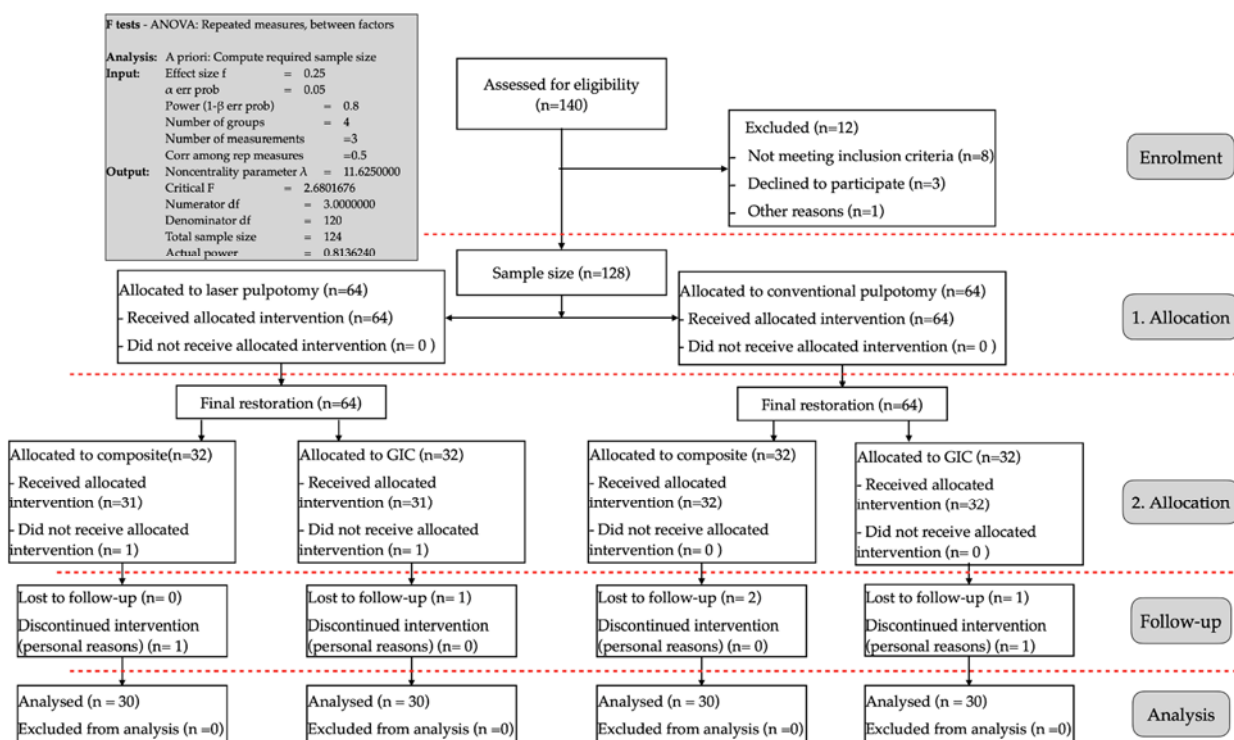 F tests - ANOVA: Repeated measures, between factors
Analysis: A priori: Compute required sample size
Input: Effect size f = 0.25
α err prob = 0.05
Power (1-β err prob) = 0.8
Number of groups = 4
Number of measurements =3
Corr among rep measures =0.5
Output: Noncentrality parameter λ = 11.6250000
Critical F = 2.6801676
Numerator df = 3.0000000
Denominator df = 120
Total sample size = 124
Actual power = 0.8136240
Assessed for eligibility
(n=140)
Excluded (n=12)
- Not meeting inclusion criteria (n=8)
- Declined to participate (n=3)
- Other reasons (n=1)
Enrolment
Sample size (n=128)
Allocated to laser pulpotomy (n=64)
- Received allocated intervention (n=64)
- Did not receive allocated intervention (n= 0 )
Allocated to conventional pulpotomy (n=64)
- Received allocated intervention (n=64)
- Did not receive allocated intervention (n= 0 )
1. Allocation
Final restoration (n=64)
Final restoration (n=64)
Allocated to composite(n=32)
- Received allocated
intervention (n=31)
- Did not receive allocated
intervention (n= 1)
Allocated to GIC (n=32)
- Received allocated
intervention (n=31)
- Did not receive allocated
intervention (n= 1)
Allocated to composite (n=32)
- Received allocated
intervention (n=32)
- Did not receive allocated
intervention (n= 0 )
Allocated to GIC (n=32)
- Received allocated
intervention (n=32)
- Did not receive allocated
intervention (n= 0 )
2. Allocation
Lost to follow-up (n= 0)
Discontinued intervention
(personal reasons) (n= 1)
Lost to follow-up (n= 1)
Discontinued intervention
(personal reasons) (n= 0)
Lost to follow-up (n= 2)
Discontinued intervention
(personal reasons) (n= 0)
Lost to follow-up (n= 1)
Discontinued intervention
(personal reasons) (n= 1)
Follow-up
Analysed (n = 30)
Excluded from analysis (n =0)
Analysed (n = 30)
Excluded from analysis (n =0)
Analysed (n = 30)
Excluded from analysis (n =0)
Analysed (n = 30)
Excluded from analysis (n =0)
Analysis